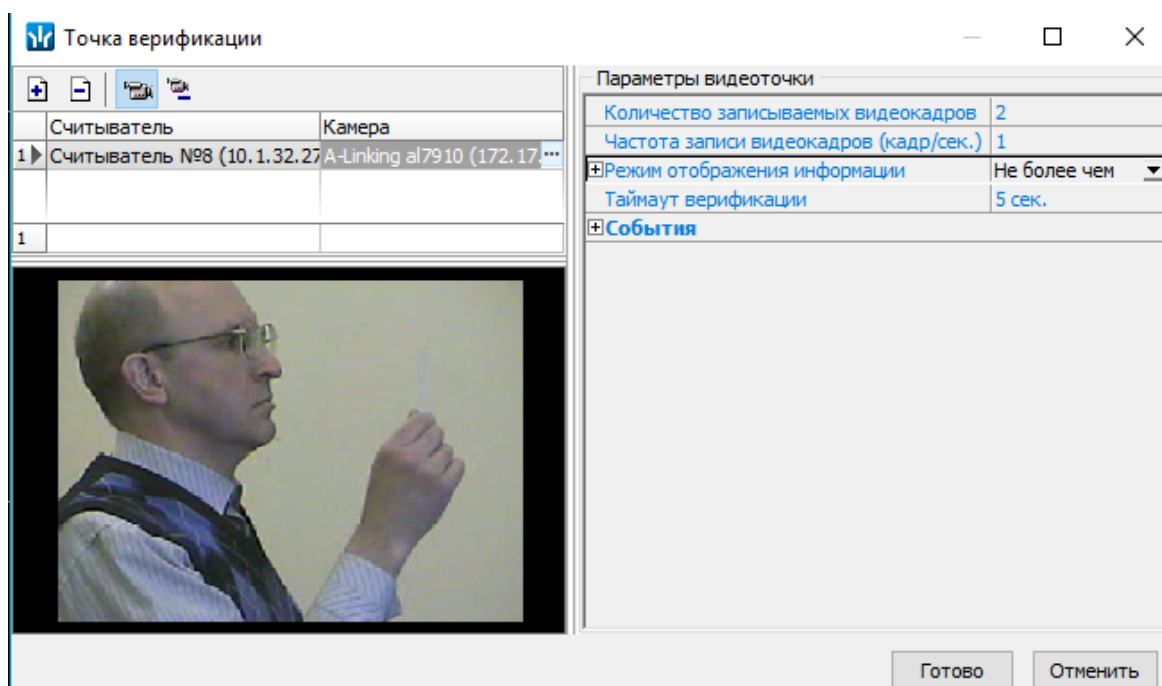 Точка верификации
Считыватель Камера
1 Считыватель №8 (10.1.32.27 A-Linking al7910 (172.17. ...
1
Параметры видеоточки
Количество записываемых видеокадров 2
Частота записи видеокадров (кадр/сек.) 1
Режим отображения информации Не более чем
Таймаут верификации 5 сек.
События
Готово Отменить